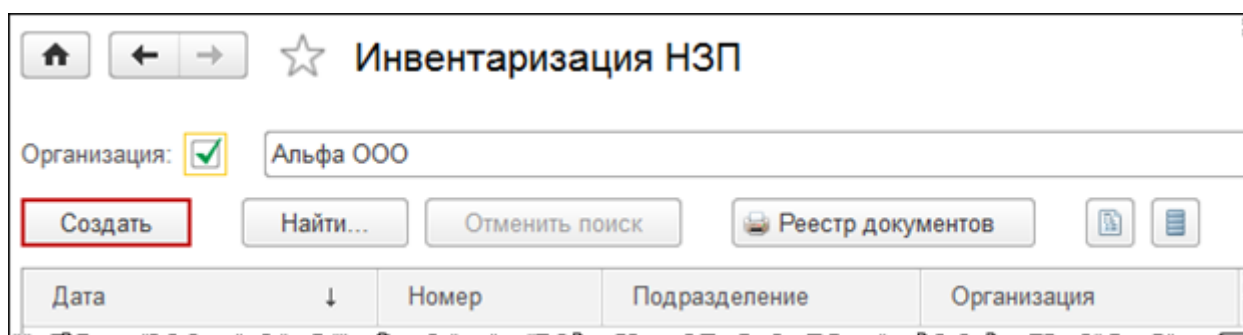 Инвентаризация НЗП
Организация: Альфа ООО
Создать Найти... Отменить поиск Реестр документов
Дата ↓ Номер Подразделение Организация